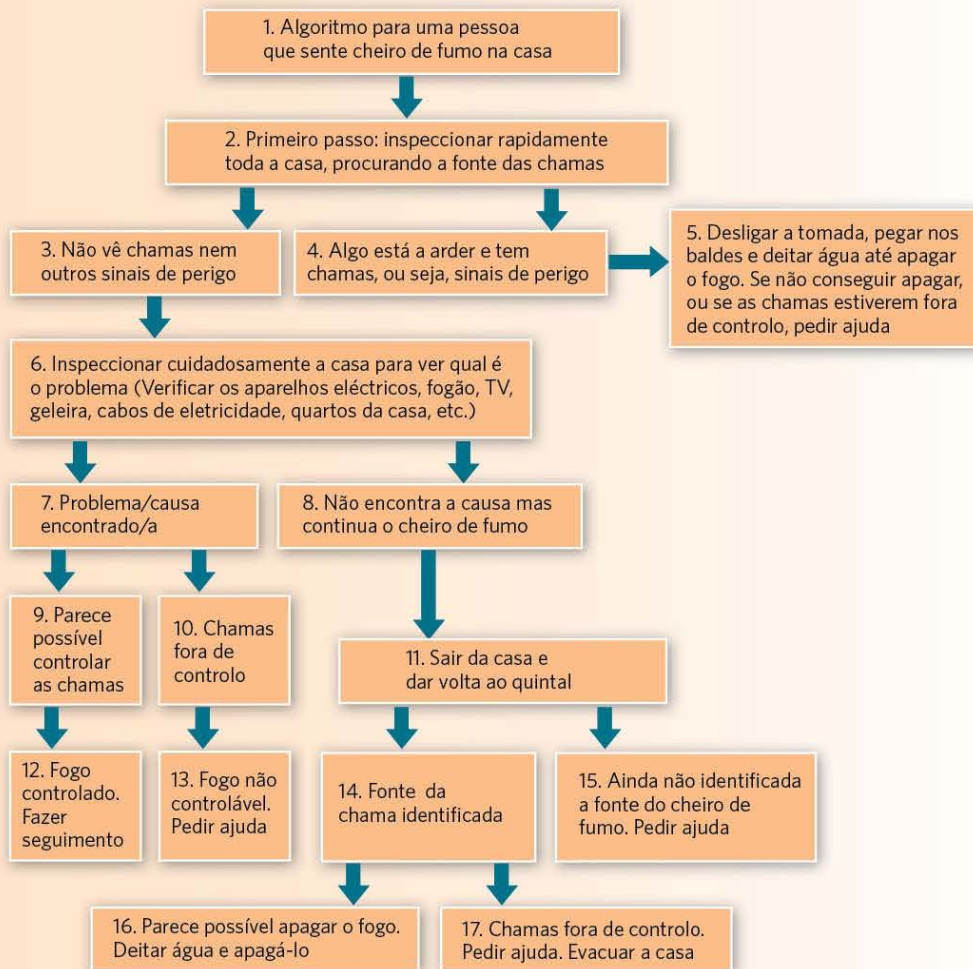 1. Algoritmo para uma pessoa
que sente cheiro de fumo na casa
2. Primeiro passo: inspeccionar rapidamente
toda a casa, procurando a fonte das chamas
3. Não vê chamas nem
outros sinais de perigo
4. Algo está a arder e tem
chamas, ou seja, sinais de perigo
5. Desligar a tomada, pegar nos
baldes e deitar água até apagar
o fogo. Se não conseguir apagar,
ou se as chamas estiverem fora
de controlo, pedir ajuda
6. Inspeccionar cuidadosamente a casa para ver qual é
o problema (Verificar os aparelhos eléctricos, fogão, TV,
geleira, cabos de eletricidade, quartos da casa, etc.)
7. Problema/causa
encontrado/a
8. Não encontra a causa mas
continua o cheiro de fumo
9. Parece
possível
controlar
as chamas
10. Chamas
fora de
controlo
11. Sair da casa e
dar volta ao quintal
12. Fogo
controlado.
Fazer
seguimento
13. Fogo não
controlável.
Pedir ajuda
14. Fonte da
chama identificada
15. Ainda não identificada
a fonte do cheiro de
fumo. Pedir ajuda
16. Parece possível apagar o fogo.
Deitar água e apagá-lo
17. Chamas fora de controlo.
Pedir ajuda. Evacuar a casa